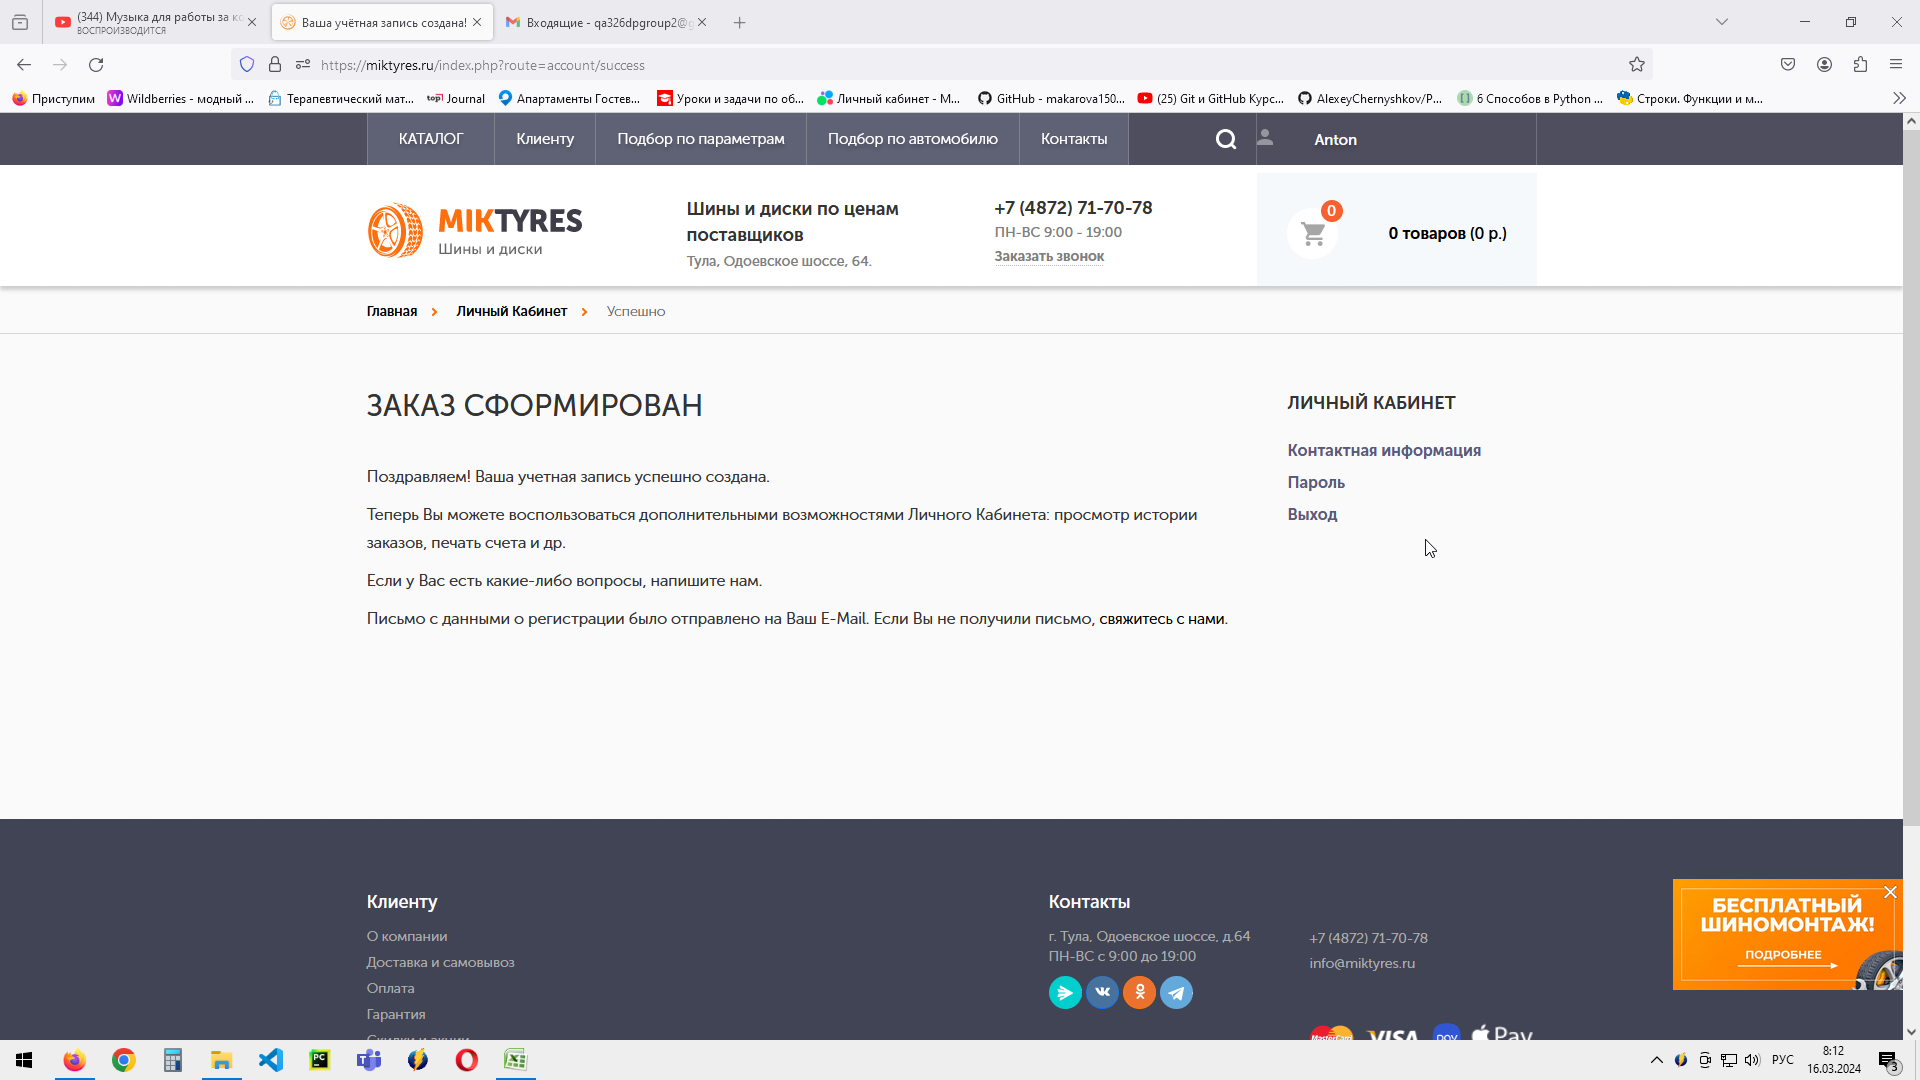 (344) Музыка для работы за ко
ВОСПРОИЗВОДИТСЯ
Ваша учётная запись создана!
Входящие - qa326dpgroup2@g
https://miktyres.ru/index.php?route=account/success
Приступим
Wildberries - модный ...
Терапевтический мат...
top Journal
Апартаменты Гостев...
Уроки и задачи по об...
Личный кабинет - М...
GitHub - makarova150...
(25) Git и GitHub Курс...
AlexeyChernyshkov/P...
6 Способов в Python ...
Строки. Функции и м...
КАТАЛОГ
Клиенту
Подбор по параметрам
Подбор по автомобилю
Контакты
Anton
MIKTYRES
Шины и диски
Шины и диски по ценам
поставщиков
Тула, Одоевское шоссе, 64.
+7 (4872) 71-70-78
ПН-ВС 9:00 - 19:00
Заказать звонок
0
0 товаров (0 р.)
Главная
Личный Кабинет
Успешно
ЗАКАЗ СФОРМИРОВАН
Поздравляем! Ваша учетная запись успешно создана.
Теперь Вы можете воспользоваться дополнительными возможностями Личного Кабинета: просмотр истории
заказов, печать счета и др.
Если у Вас есть какие-либо вопросы, напишите нам.
Письмо с данными о регистрации было отправлено на Ваш E-Mail. Если Вы не получили письмо, свяжитесь с нами.
ЛИЧНЫЙ КАБИНЕТ
Контактная информация
Пароль
Выход
Клиенту
О компании
Доставка и самовывоз
Оплата
Гарантия
Скидки и акции
Контакты
г. Тула, Одоевское шоссе, д.64
ПН-ВС с 9:00 до 19:00
+7 (4872) 71-70-78
info@miktyres.ru
MasterCard
VISA
Pay
БЕСПЛАТНЫЙ
ШИНОМОНТАЖ!
ПОДРОБНЕЕ
PC
РУС
8:12
16.03.2024
3